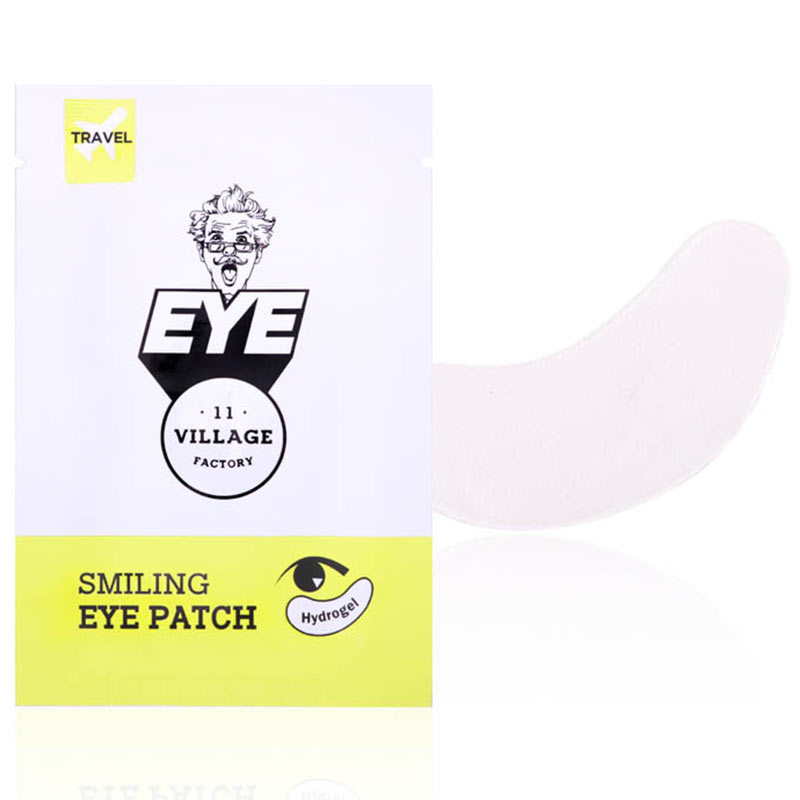 TRAVEL
EYE
· 11 ·
VILLAGE
FACTORY
SMILING
EYE PATCH
Hydrogel